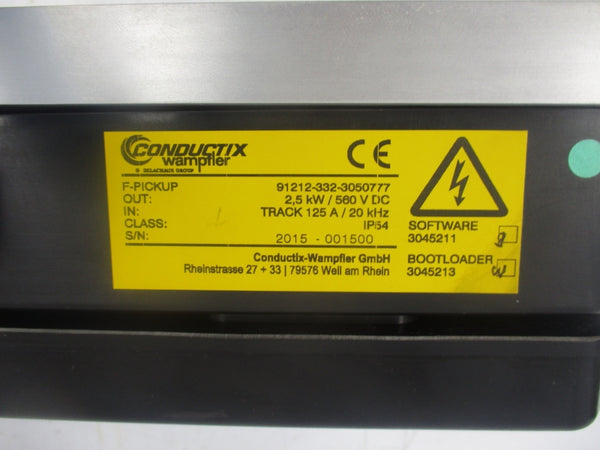 CONDUCTIX
wampfler
DELACHAUX GROUP
CE
F-PICKUP 91212-332-3050777
OUT: 2,5 kW / 560 V DC
IN: TRACK 125 A / 20 kHz
CLASS: IP54
S/N: 2015 - 001500
Conductix-Wampfler GmbH
Rheinstrasse 27 + 33 | 79576 Weil am Rhein
SOFTWARE
3045211
BOOTLOADER
3045213